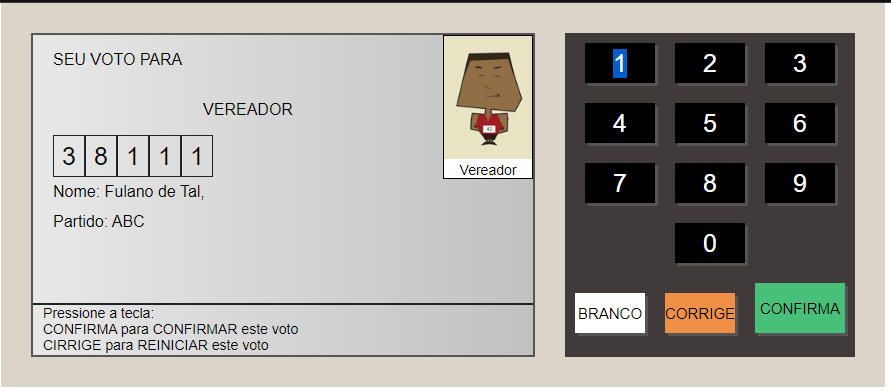 SEU VOTO PARA
VEREADOR
3 8 1 1 1
Nome: Fulano de Tal,
Partido: ABC
42
Vereador
Pressione a tecla:
CONFIRMA para CONFIRMAR este voto
CIRRIGE para REINICIAR este voto
1 2 3
4 5 6
7 8 9
0
BRANCO CORRIGE CONFIRMA